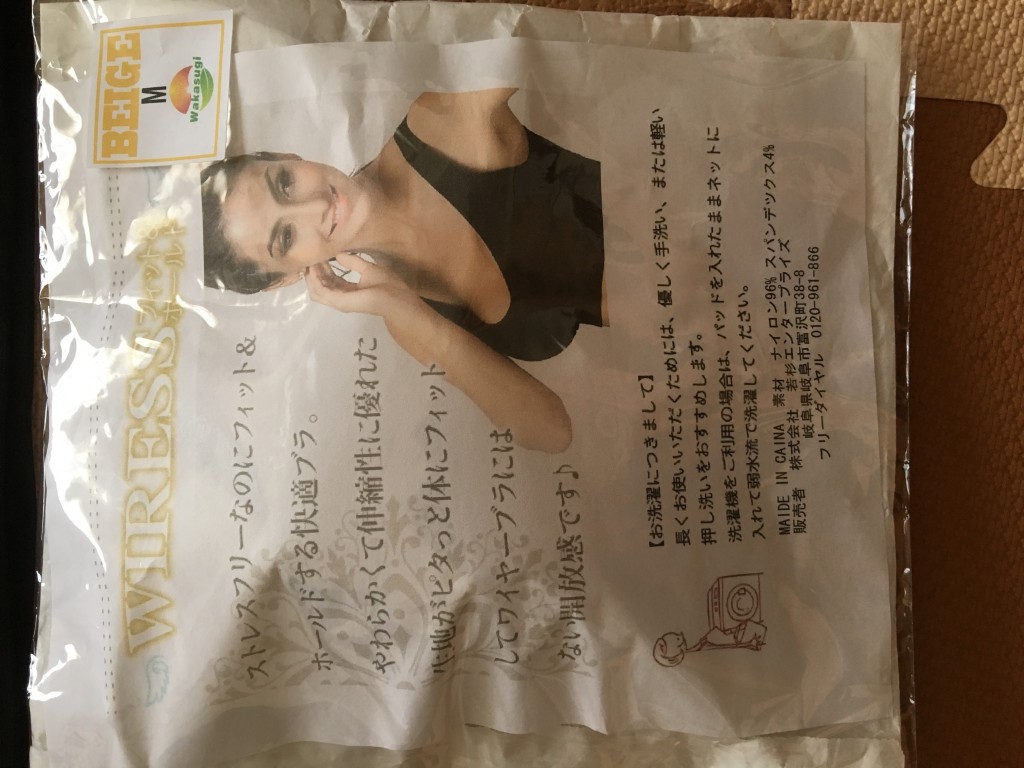 BEIGE
M
wakasugi
WIRESS フィット&
ホールド
ストレスフリーなのにフィット&
ホールドする快適ブラ。
やわらかくて伸縮性に優れた
生地がピタっと体にフィット
してワイヤーブラには
ない開放感です♪
【お洗濯につきまして】
長くお使いいただくためには、優しく手洗い、または軽い
押し洗いをおすすめします。
洗濯機をご利用の場合は、パッドを入れたままネットに
入れて弱水流で洗濯してください。
MAIDE IN CAINA 素材 ナイロン96% スパンデックス4%
販売者 株式会社 若杉エンタープライズ
岐阜県岐阜市富沢町38-8
フリーダイヤル 0120-961-866